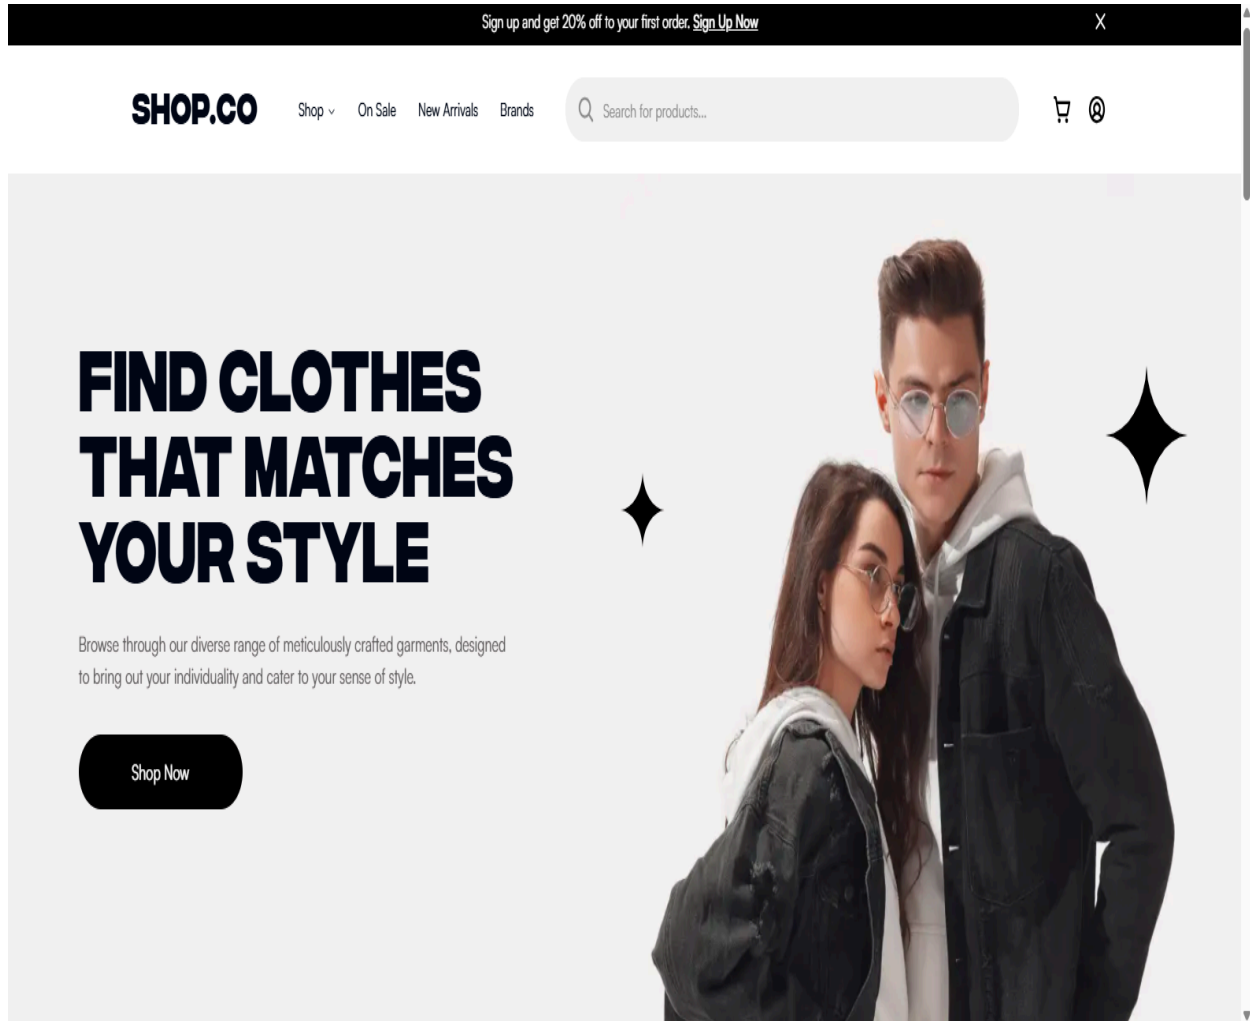 Sign up and get 20% off to your first order. Sign Up Now
SHOP.CO
Shop
On Sale
New Arrivals
Brands
Search for products...
FIND CLOTHES
THAT MATCHES
YOUR STYLE
Browse through our diverse range of meticulously crafted garments, designed
to bring out your individuality and cater to your sense of style.
Shop Now